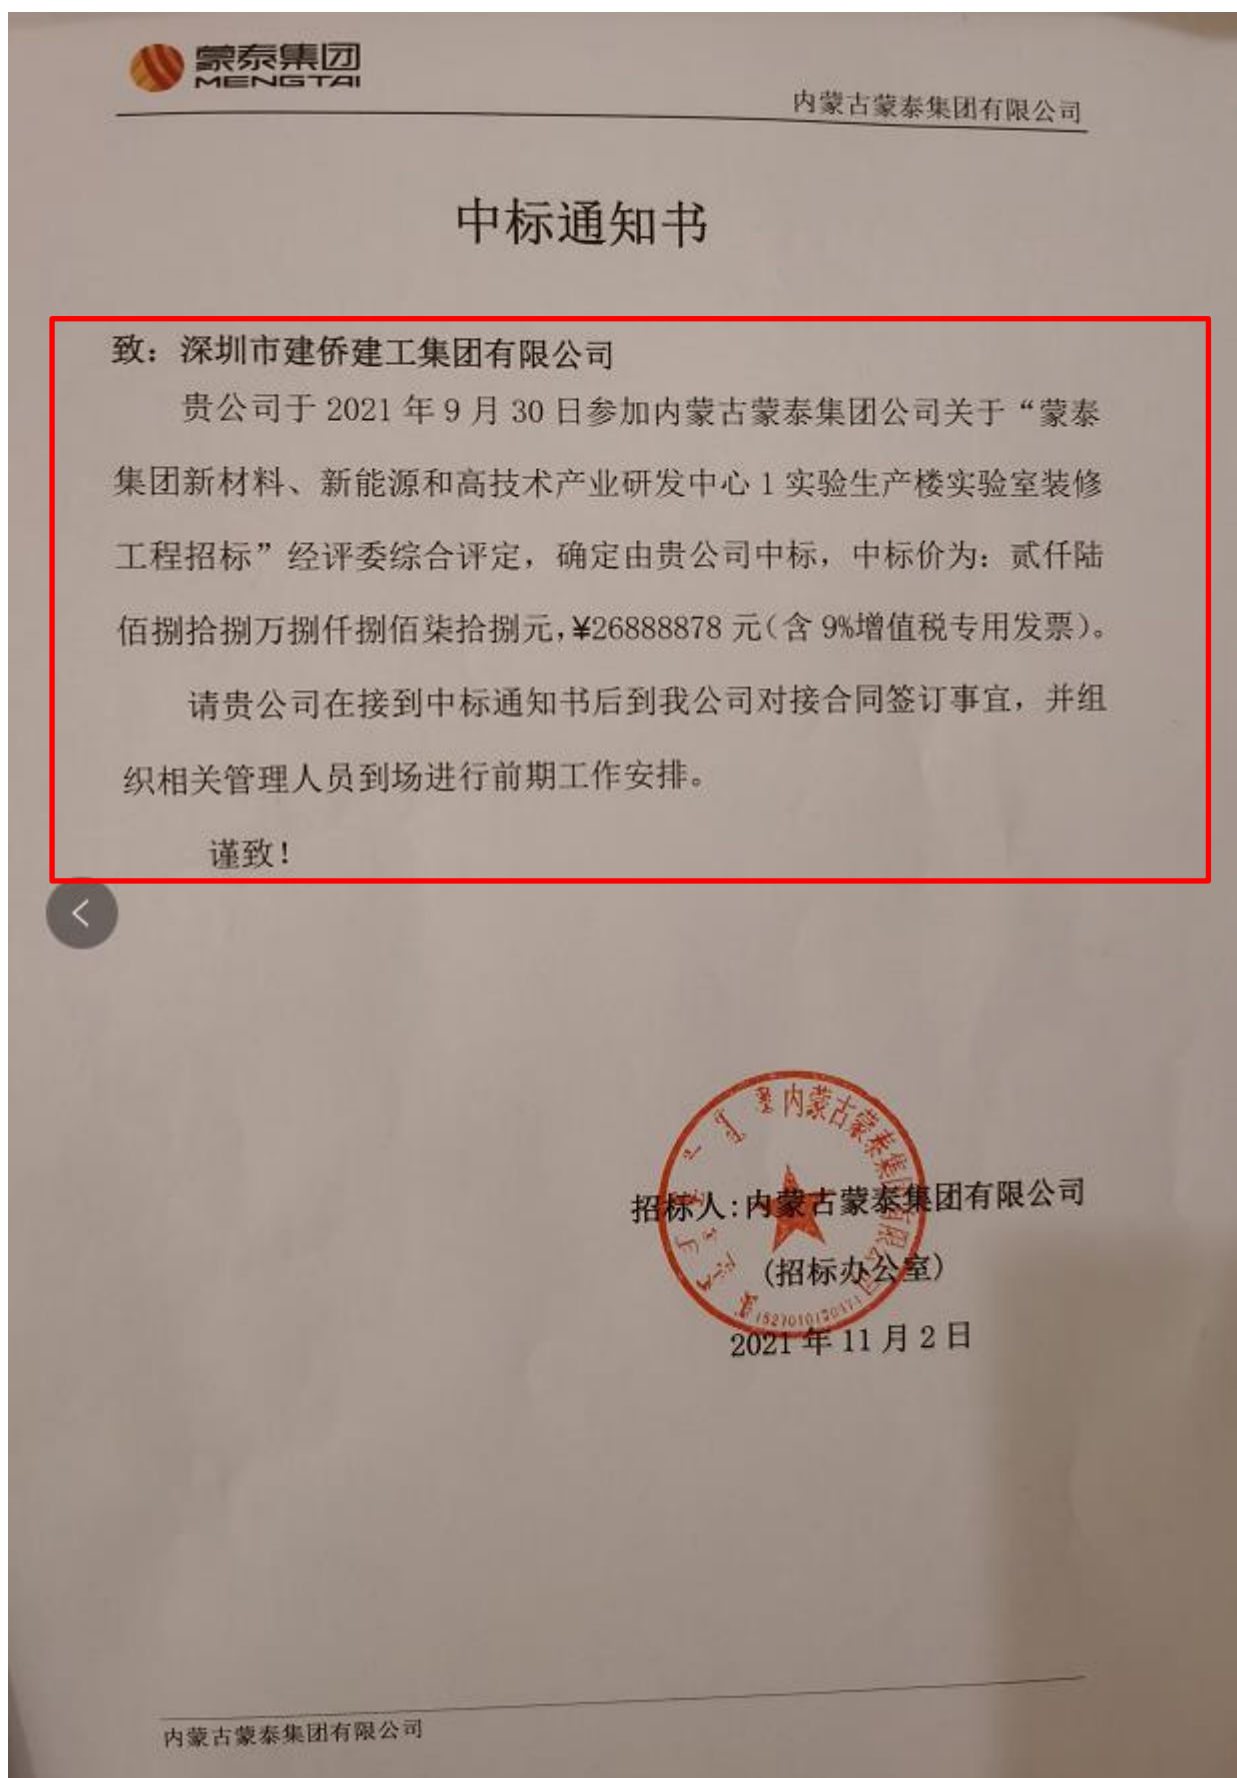 蒙泰集团
MENGTAI
内蒙古蒙泰集团有限公司
中标通知书
致：深圳市建侨建工集团有限公司
贵公司于 2021 年 9 月 30 日参加内蒙古蒙泰集团公司关于“蒙泰
集团新材料、新能源和高技术产业研发中心 1 实验生产楼实验室装修
工程招标”经评委综合评定，确定由贵公司中标，中标价为：贰仟陆
佰捌拾捌万捌仟捌佰柒拾捌元，¥26888878 元（含 9%增值税专用发票）。
请贵公司在接到中标通知书后到我公司对接合同签订事宜，并组
织相关管理人员到场进行前期工作安排。
谨致！
内蒙古蒙泰集团有限公司
招标人：内蒙古蒙泰集团有限公司
（招标办公室）
2021 年 11 月 2 日
内蒙古蒙泰集团有限公司